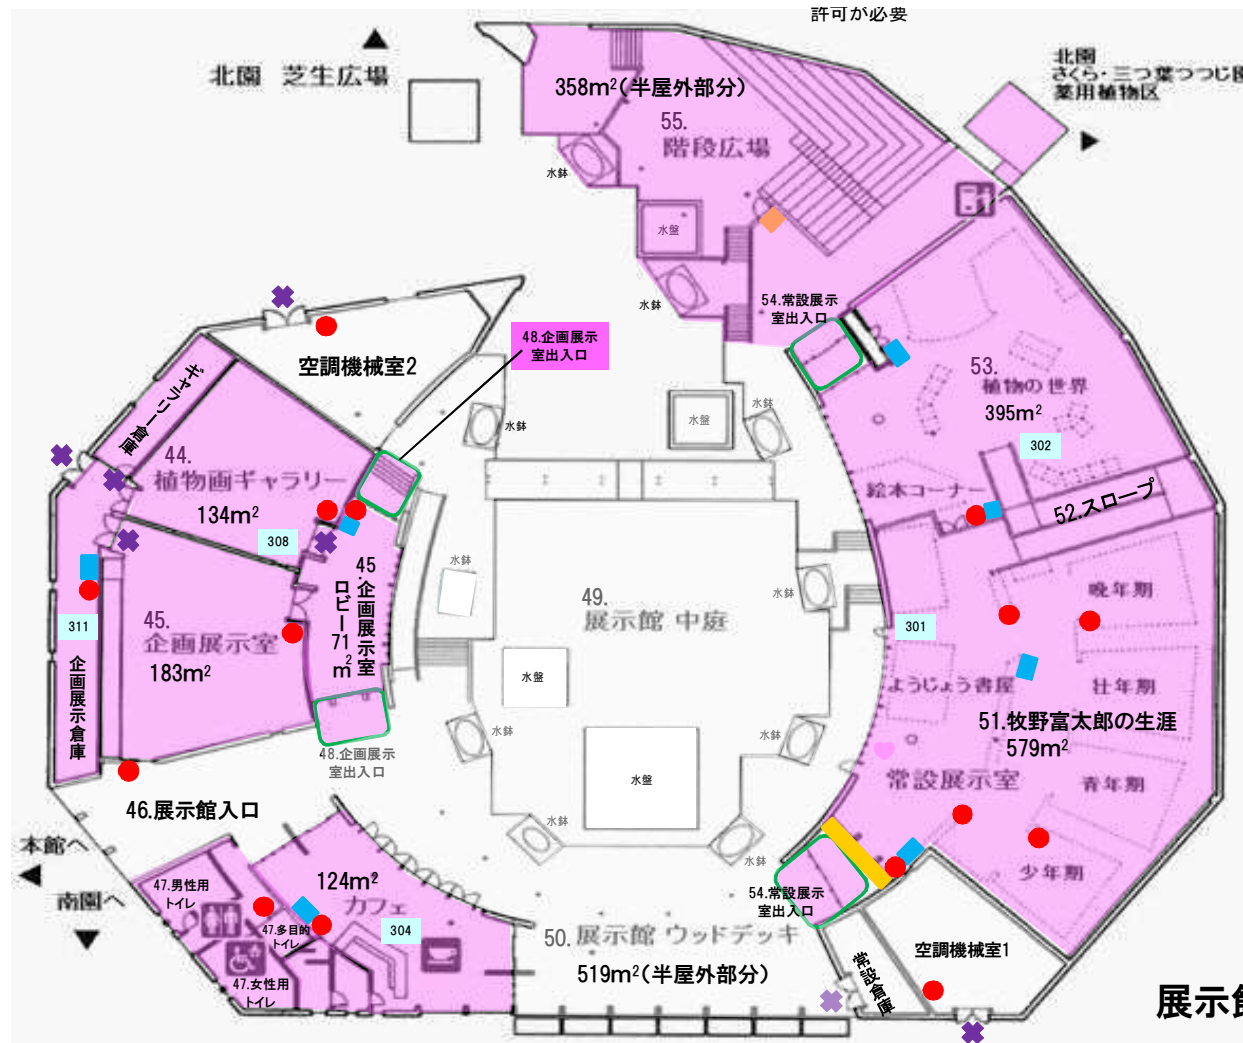 許可が必要
北園 芝生広場
北園
さくら・三つ葉つつじ園
薬用植物区
358m²(半屋外部分)
55.
階段広場
水鉢
水盤
水鉢
54.常設展示
室出入口
48.企画展示
室出入口
空調機械室2
ギャラリー倉庫
53.
植物の世界
395m²
302
水盤
水鉢
水鉢
44.
植物画ギャラリー
134m²
308
絵本コーナー
52.スロープ
45.企画展示室
ロビー71m²
水鉢
水鉢
49.
展示館 中庭
晩年期
301
311
45.
企画展示室
183m²
企画展示倉庫
ようじょう書屋
壮年期
水盤
51.牧野富太郎の生涯
579m²
水鉢
水鉢
48.企画展示
室出入口
水盤
常設展示室
青年期
46.展示館入口
水鉢
水鉢
本館へ
南園へ
少年期
47.男性用
トイレ
124m²
カフェ
304
47.多目的
トイレ
47.女性用
トイレ
54.常設展示
室出入口
50.展示館 ウッドデッキ
519m²(半屋外部分)
常設倉庫
空調機械室1
展示館